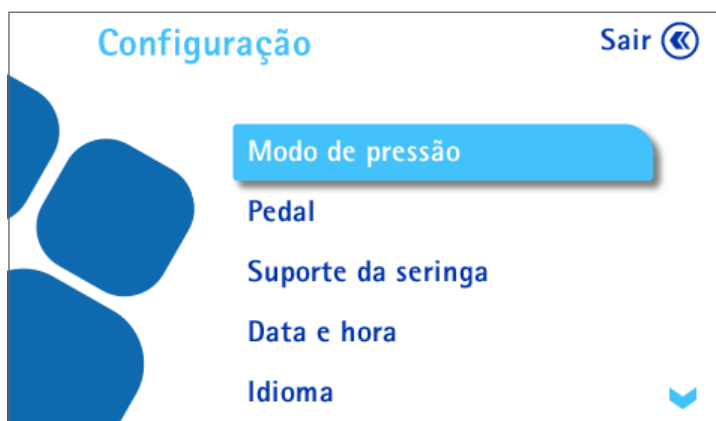 Configuração
Sair
Modo de pressão
Pedal
Suporte da seringa
Data e hora
Idioma